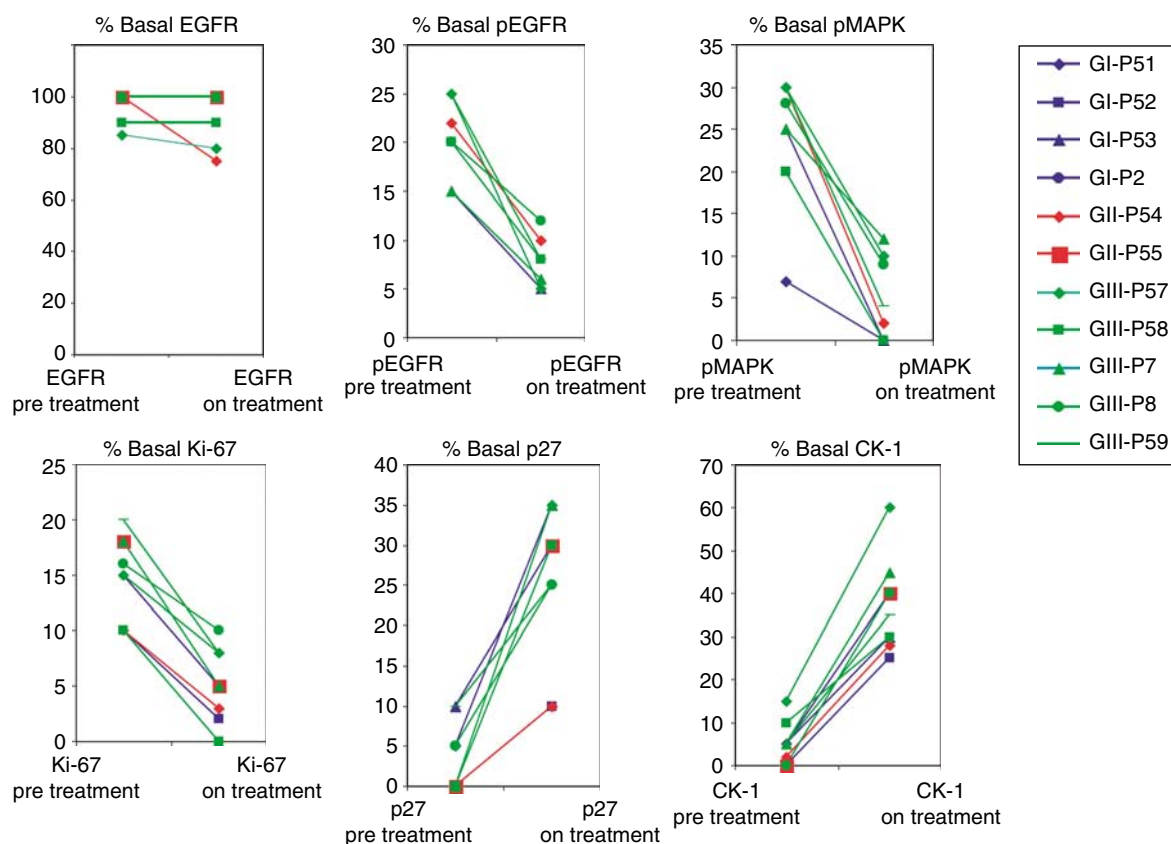 % Basal EGFR
100
80
60
40
20
0
EGFR
pre treatment
EGFR
on treatment
% Basal pEGFR
30
25
20
15
10
5
0
pEGFR
pre treatment
pEGFR
on treatment
% Basal pMAPK
35
30
25
20
15
10
5
0
pMAPK
pre treatment
pMAPK
on treatment
GI-P51
GI-P52
GI-P53
GI-P2
GII-P54
GII-P55
GIII-P57
GIII-P58
GIII-P7
GIII-P8
GIII-P59
% Basal Ki-67
25
20
15
10
5
0
Ki-67
pre treatment
Ki-67
on treatment
% Basal p27
40
35
30
25
20
15
10
5
0
p27
pre treatment
p27
on treatment
% Basal CK-1
70
60
50
40
30
20
10
0
CK-1
pre treatment
CK-1
on treatment